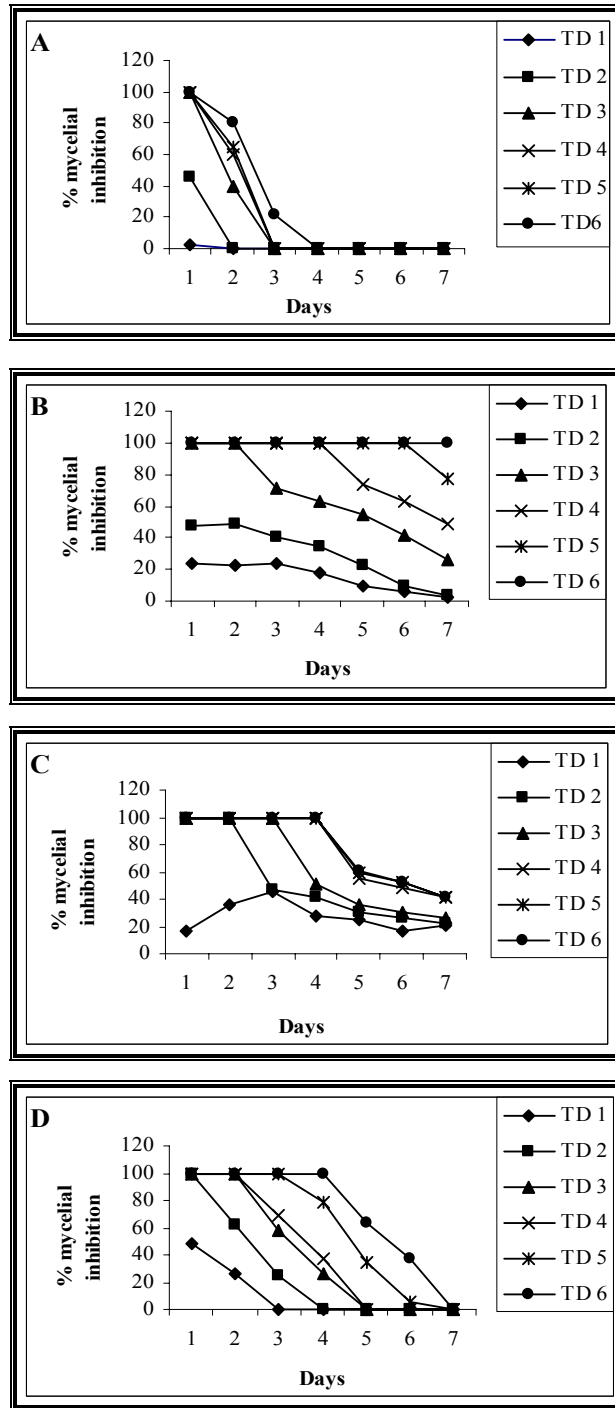 A
% mycelial
inhibition
120
100
80
60
40
20
0
1 2 3 4 5 6 7
Days
TD 1
TD 2
TD 3
TD 4
TD 5
TD6
B
% mycelial
inhibition
120
100
80
60
40
20
0
1 2 3 4 5 6 7
Days
TD 1
TD 2
TD 3
TD 4
TD 5
TD 6
C
% mycelial
inhibition
120
100
80
60
40
20
0
1 2 3 4 5 6 7
Days
TD 1
TD 2
TD 3
TD 4
TD 5
TD 6
D
% mycelial
inhibition
120
100
80
60
40
20
0
1 2 3 4 5 6 7
Days
TD 1
TD 2
TD 3
TD 4
TD 5
TD 6